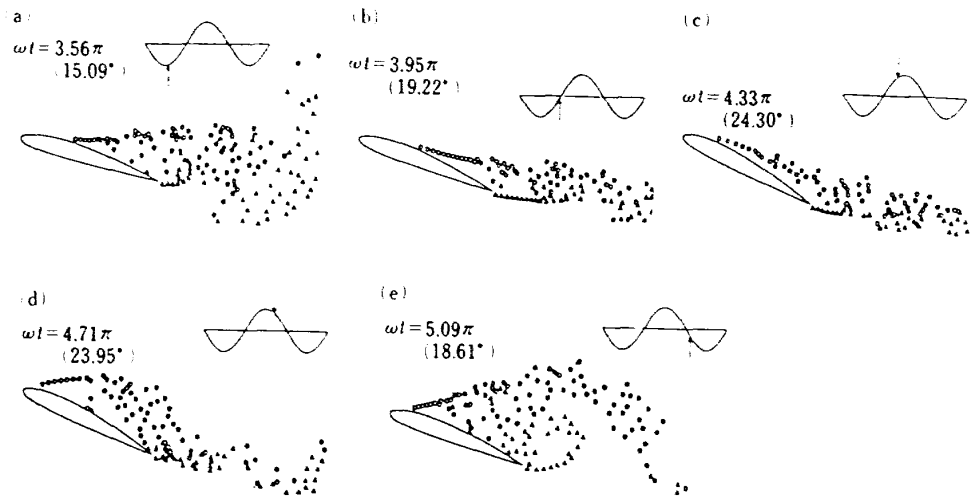 (a)
ωt = 3.56π
(15.09°)
(b)
ωt = 3.95π
(19.22°)
(c)
ωt = 4.33π
(24.30°)
(d)
ωt = 4.71π
(23.95°)
(e)
ωt = 5.09π
(18.61°)